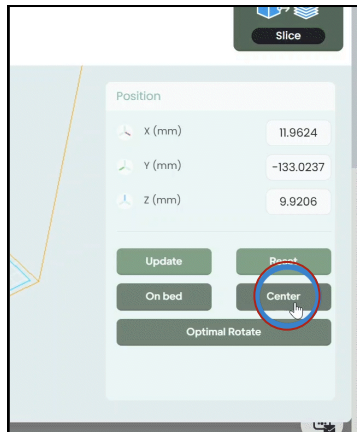 Slice
Position
X (mm) 11.9624
Y (mm) -133.0237
Z (mm) 9.9206
Update Reset
On bed Center
Optimal Rotate